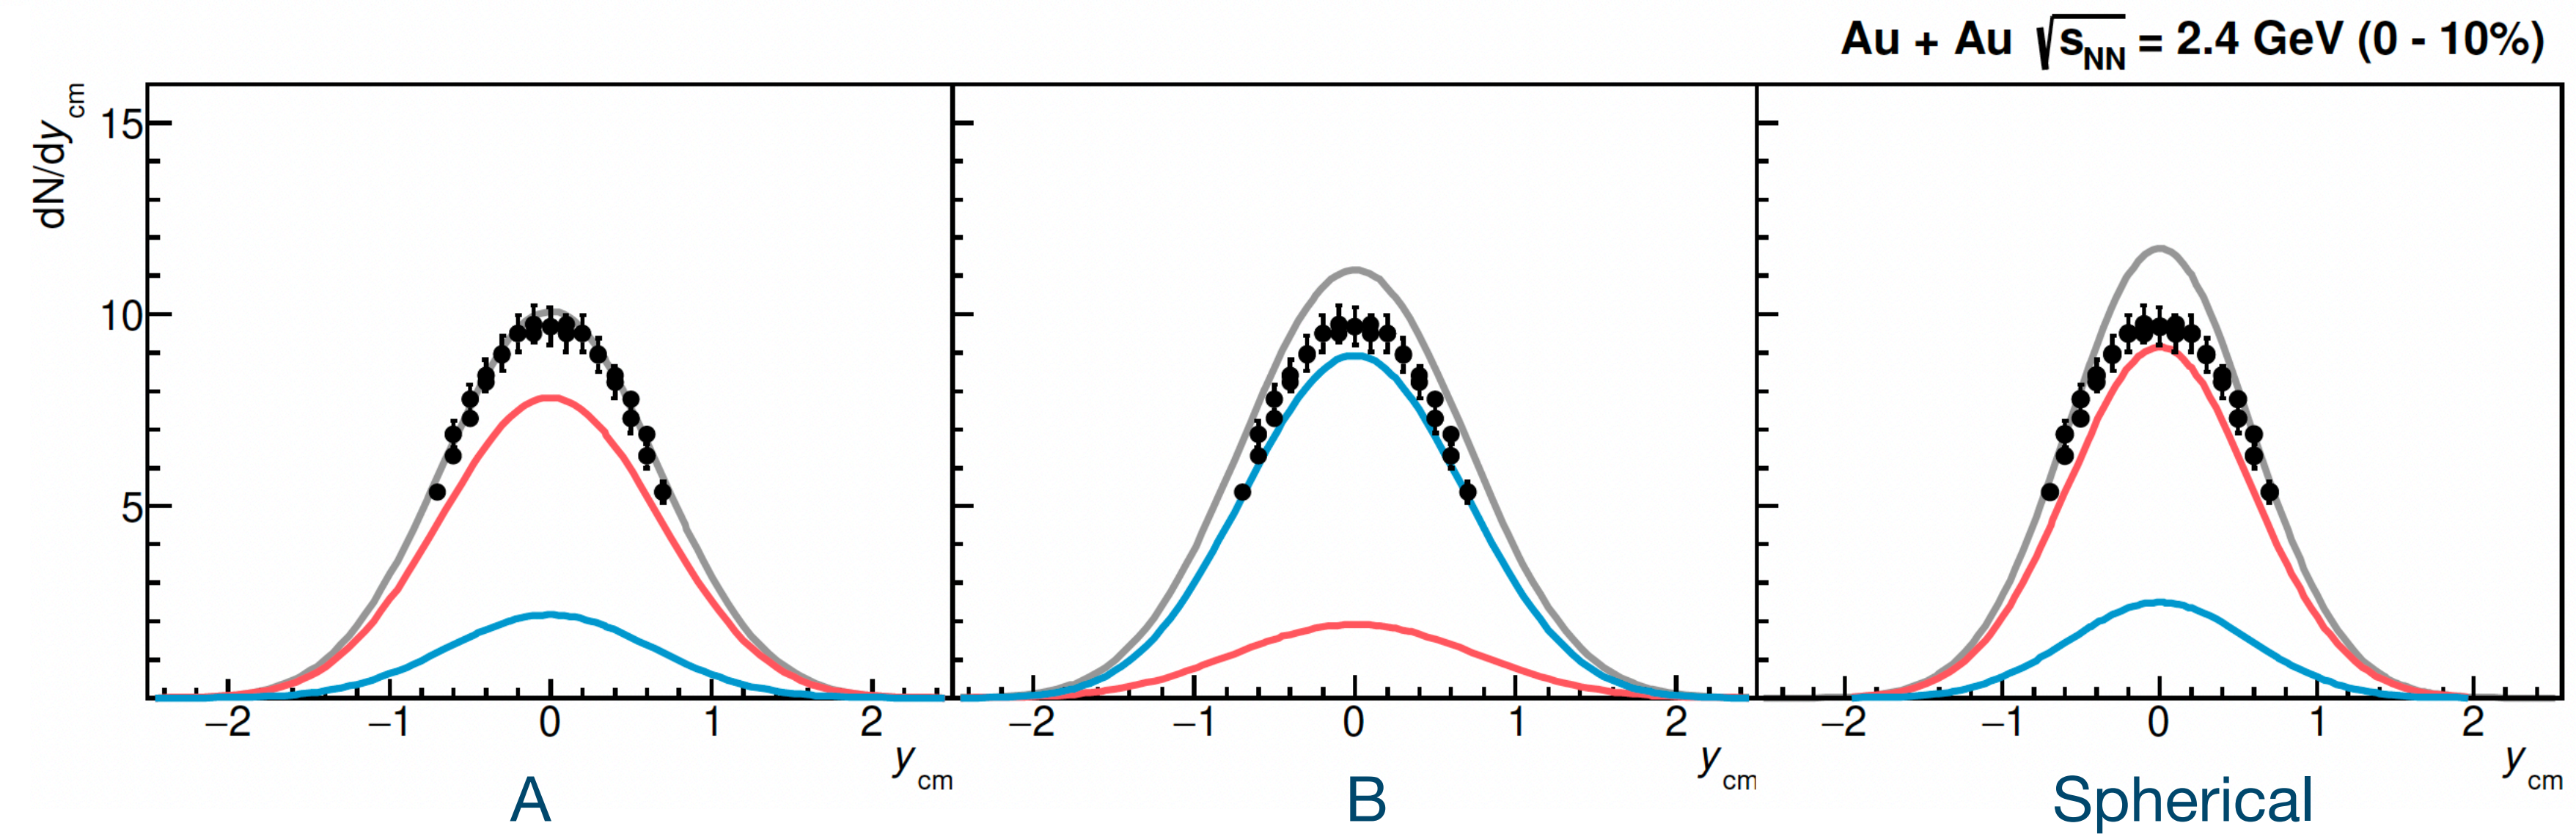 Au + Au √sNN = 2.4 GeV (0 - 10%)
dN/dycm
15
10
5
−2 −1 0 1 2
ycm
−2 −1 0 1 2
ycm
−2 −1 0 1 2
ycm
A
B
Spherical